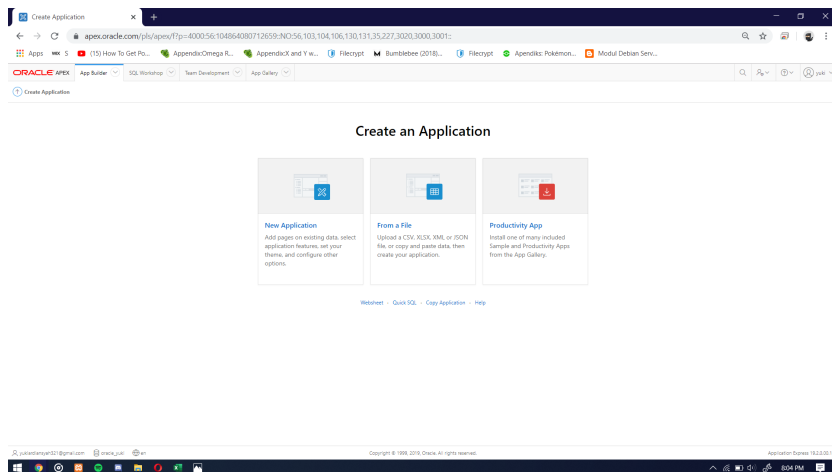 Create Application
apex.oracle.com/pls/apex/f?p=4000:56:104864080712659::NO:56,103,104,106,130,131,35,227,3020,3000,3001::
Apps S (15) How To Get Po... Appendix:Omega R... AppendixX and Y w... Filecrypt Bumblebee (2018)... Filecrypt Apendiks: Pokémon... Modul Debian Serv...
ORACLE APEX App Builder SQL Workshop Team Development App Gallery yuki
Create Application
Create an Application
New Application
Add pages on existing data, select
application features, set your
theme, and configure other
options.
From a File
Upload a CSV, XLSX, XML, or JSON
file, or copy and paste data, then
create your application.
Productivity App
Install one of many included
Sample and Productivity Apps
from the App Gallery.
Websheet - Quick SQL - Copy Application - Help
oracle_yuki en Copyright © 1999, 2019, Oracle. All rights reserved. Application Express
8:04 PM